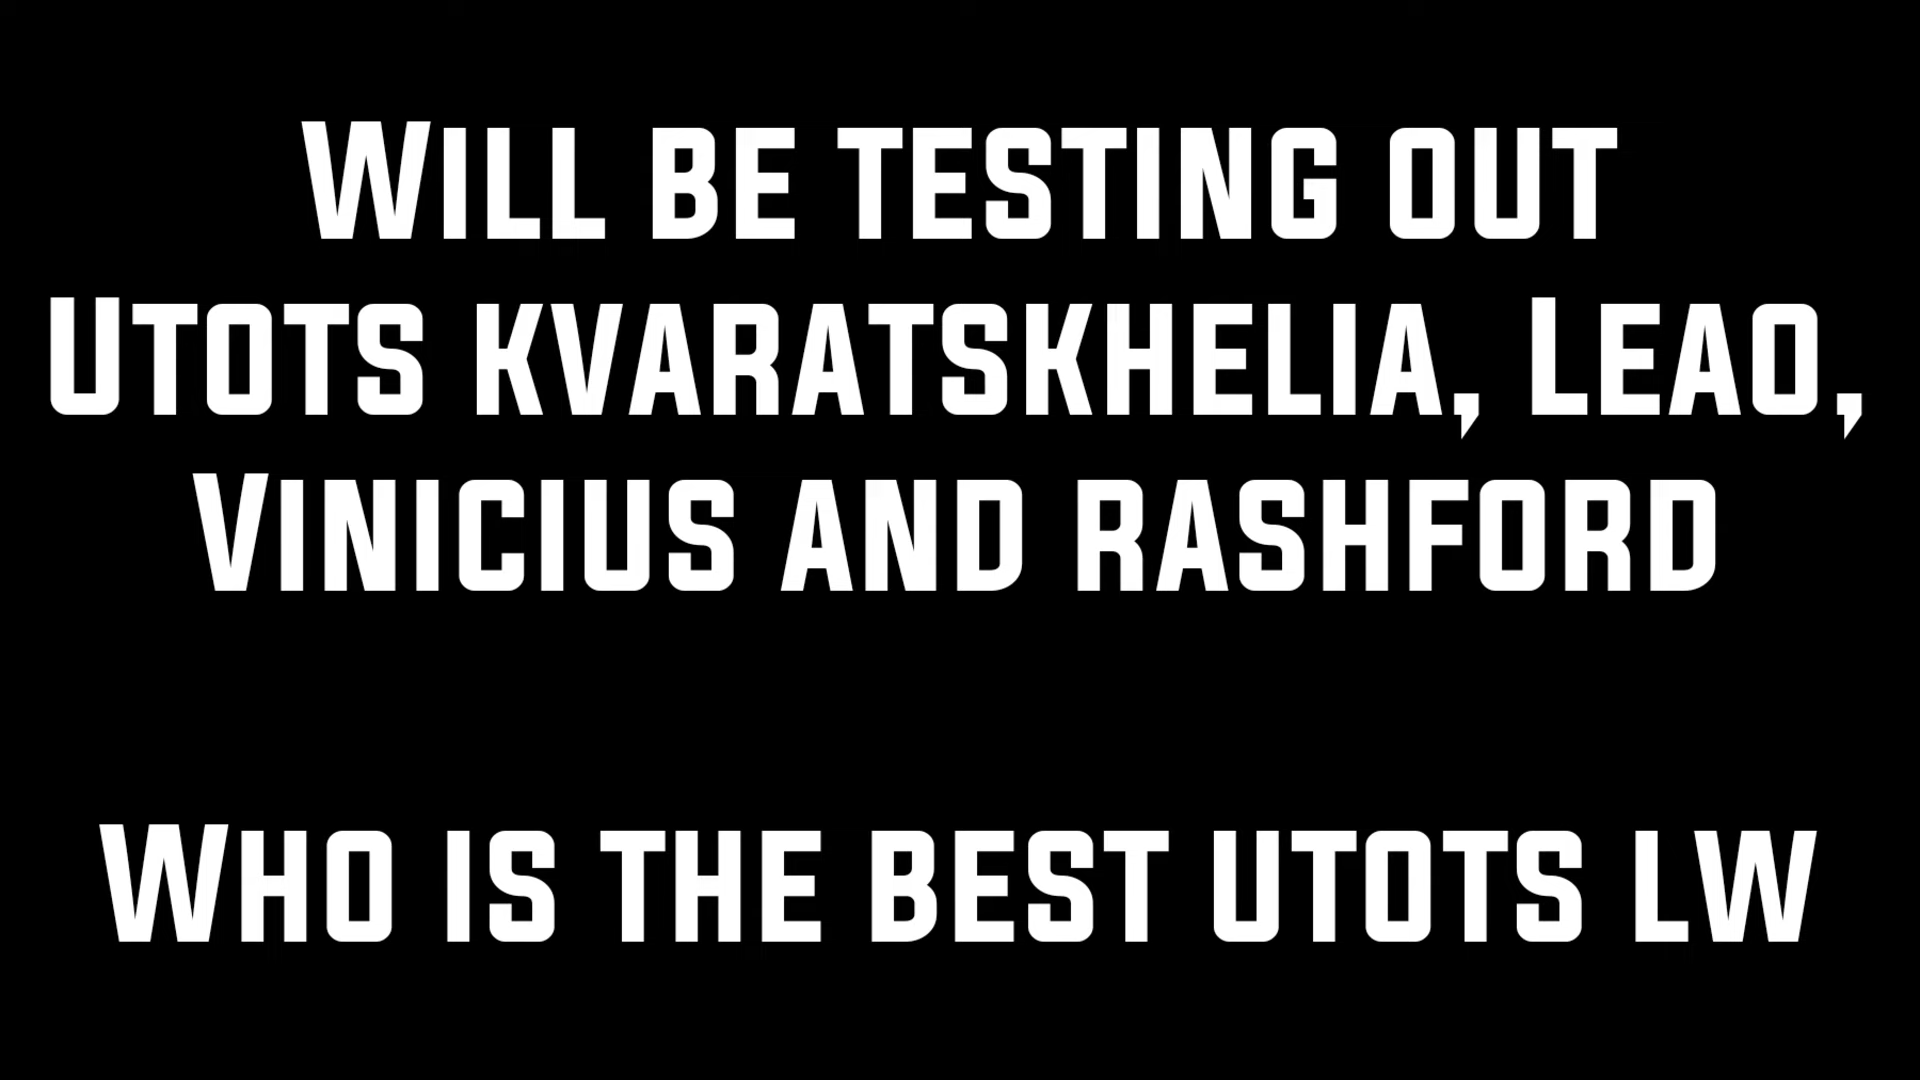 Will be testing out
Utots kvaratskhelia, Leao,
Vinicius and rashford
Who is the best utots lw